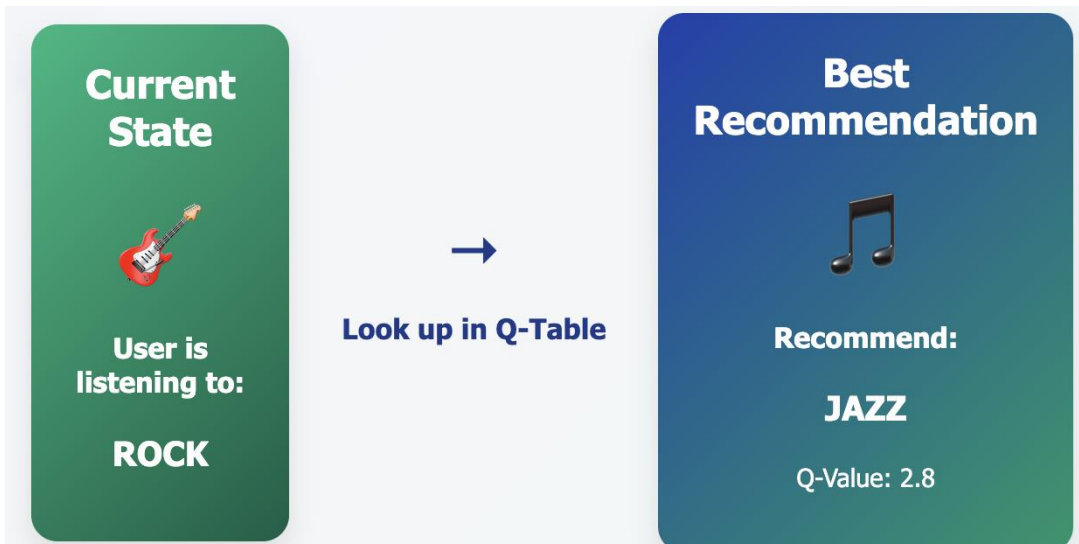 Current
State
User is
listening to:
ROCK
→
Look up in Q-Table
Best
Recommendation
Recommend:
JAZZ
Q-Value: 2.8